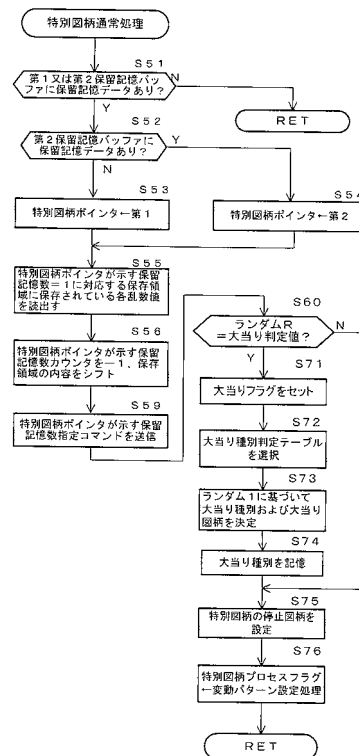 特別図柄通常処理
S51
第1又は第2保留記憶バッ
ファに保留記憶データあり？
N
Y
RET
S52
第2保留記憶バッファに
保留記憶データあり？
Y
N
S53
特別図柄ポインタ←第1
S54
特別図柄ポインタ←第2
S55
特別図柄ポインタが示す保留
記憶数＝1に対応する保存領
域に保存されている各乱数値
を読出す
S56
特別図柄ポインタが示す保留
記憶数カウンタを－1、保存
領域の内容をシフト
S59
特別図柄ポインタが示す保留
記憶数指定コマンドを送信
S60
ランダムR
＝大当り判定値？
N
Y
S71
大当りフラグをセット
S72
大当り種別判定テーブル
を選択
S73
ランダム1に基づいて
大当り種別および大当り
図柄を決定
S74
大当り種別を記憶
S75
特別図柄の停止図柄を
設定
S76
特別図柄プロセスフラグ
←変動パターン設定処理
RET